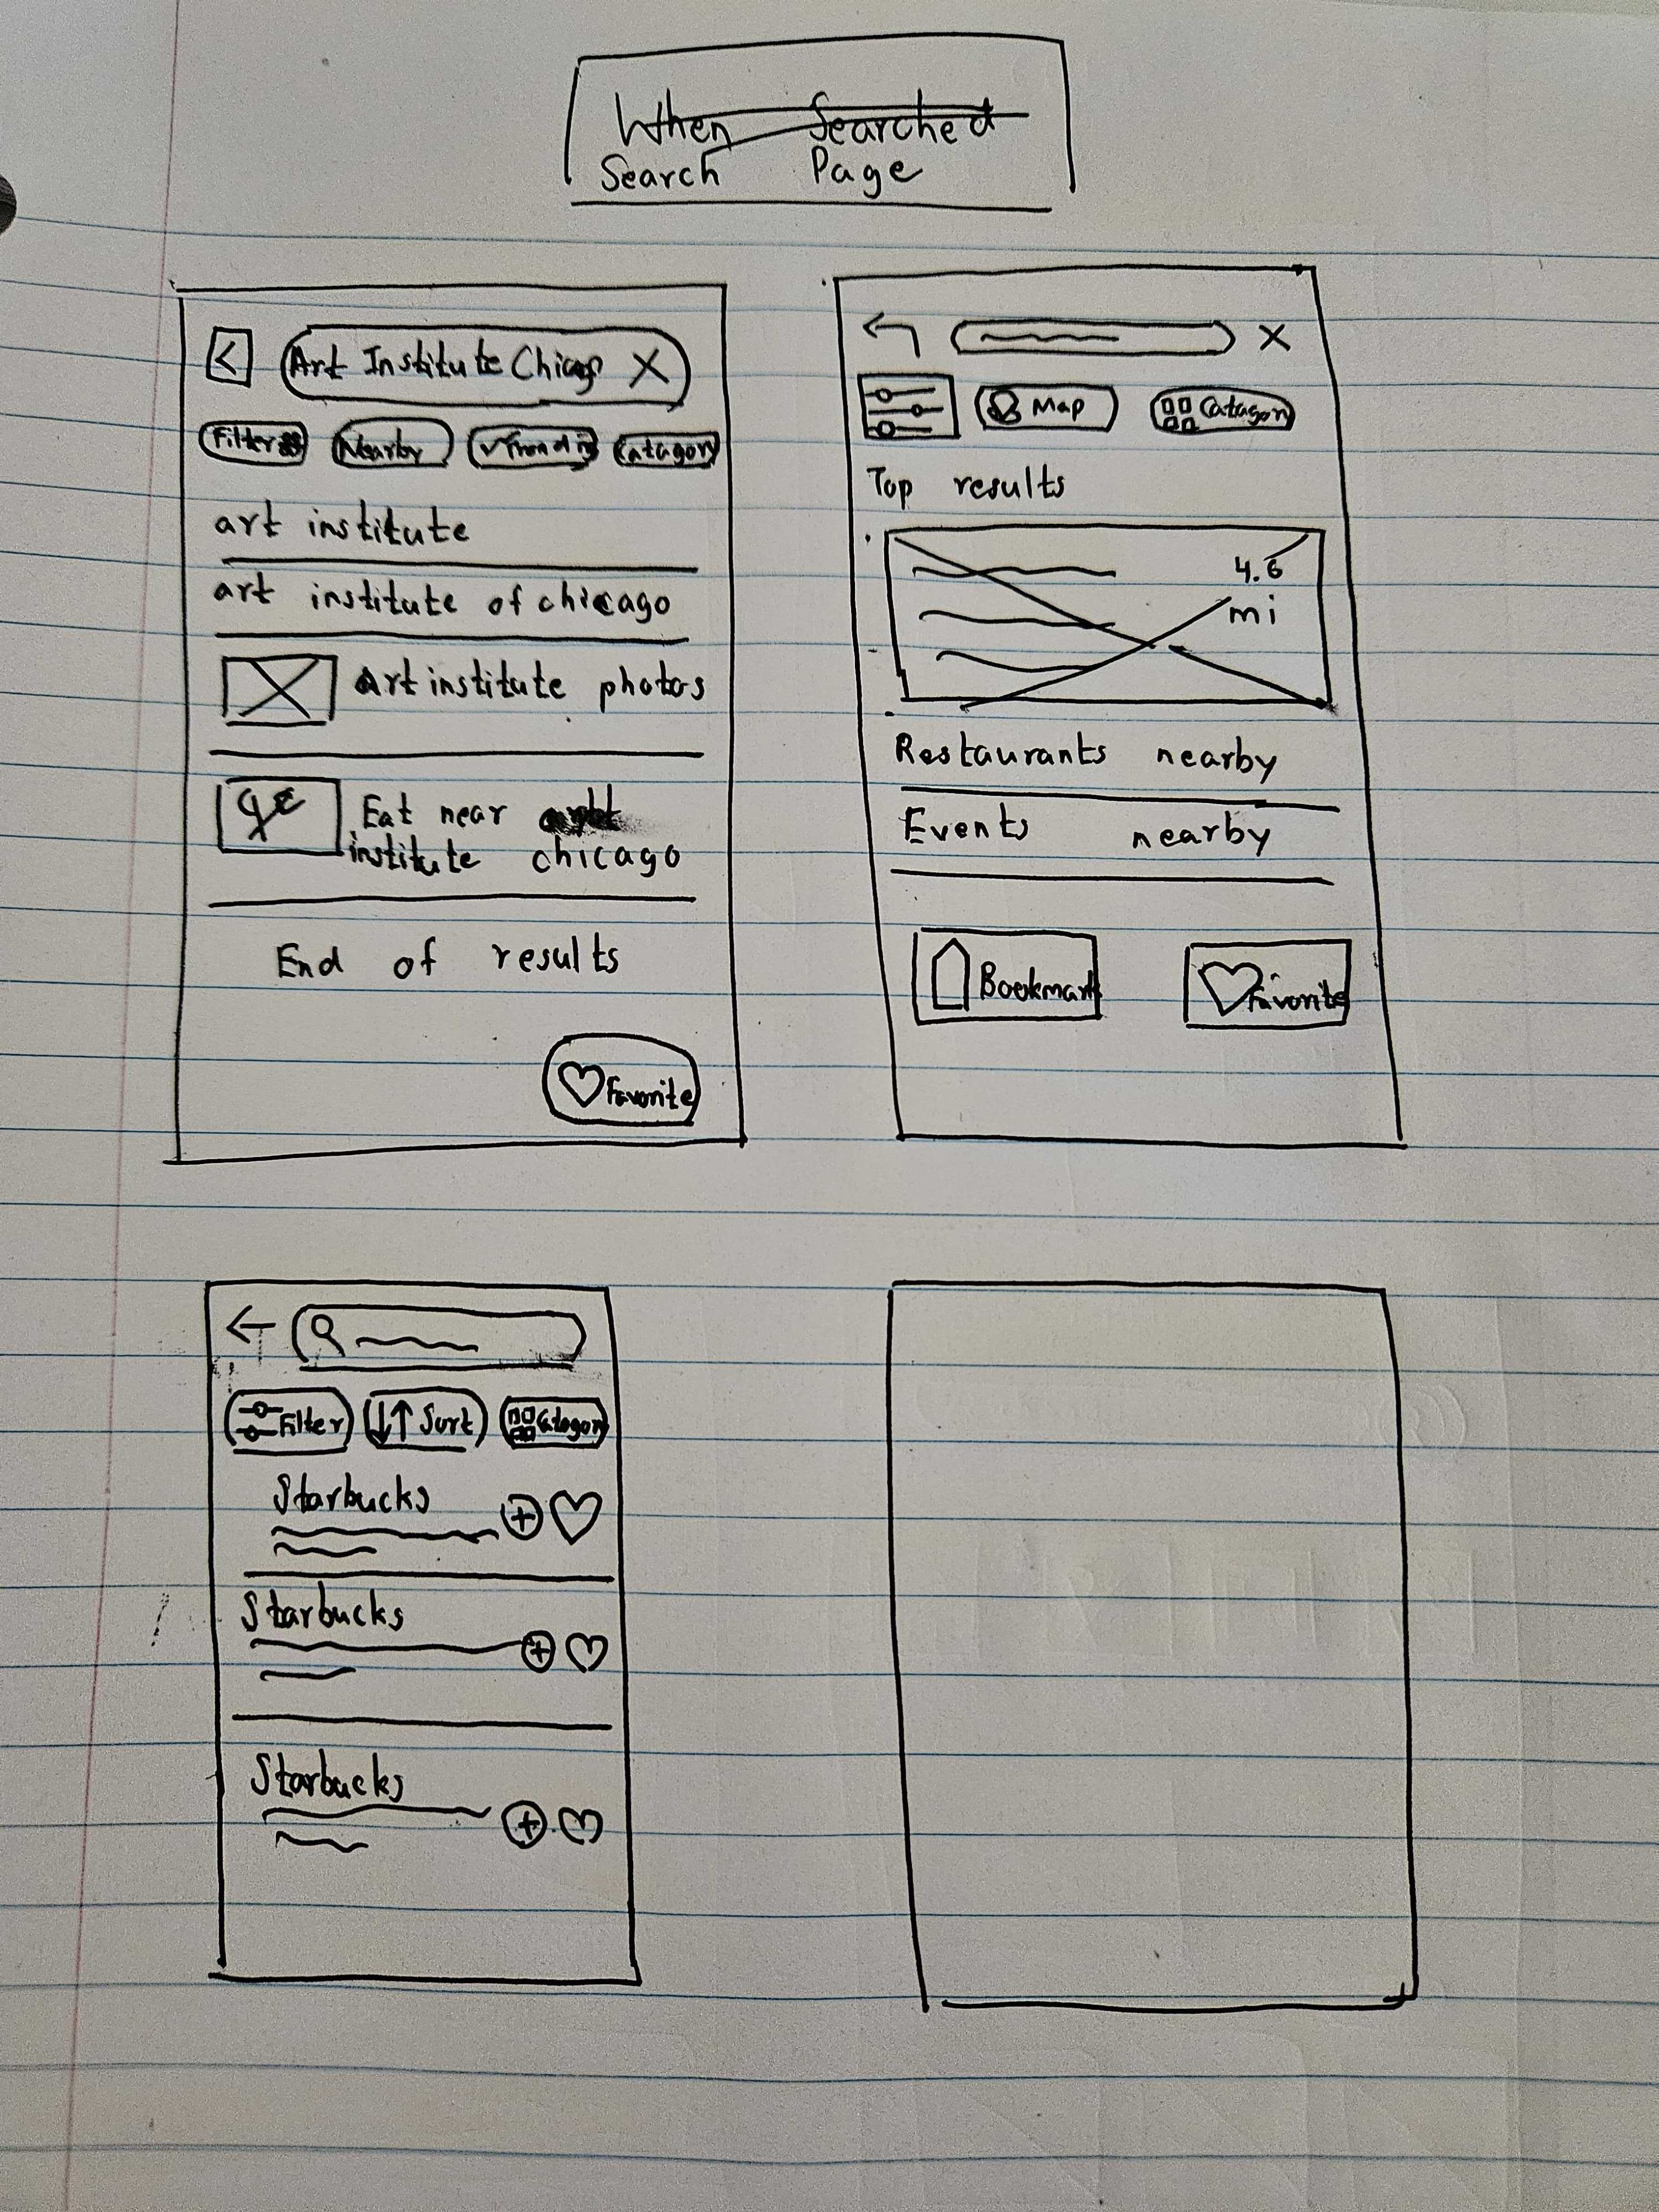 When Searched
Search Page
Art Institute Chicago X
Filter Nearby Catagory
art institute
art institute of chicago
Art institute photos
Eat near
institute chicago
End of results
Favorite
X
Map Catagory
Top results
4.6
mi
Restaurants nearby
Events nearby
Bookmark Favorite
Filter Sort Catagory
Starbucks
Starbucks
Starbucks